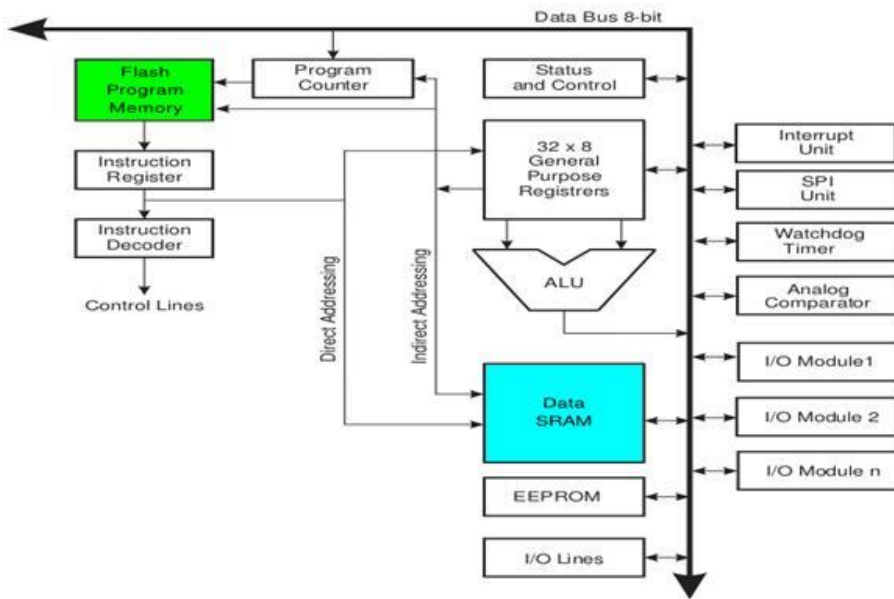 Data Bus 8-bit
Flash
Program
Memory
Program
Counter
Status
and Control
Instruction
Register
32 x 8
General
Purpose
Registrers
Interrupt
Unit
SPI
Unit
Instruction
Decoder
Watchdog
Timer
Control Lines
Direct Addressing
Indirect Addressing
ALU
Analog
Comparator
I/O Module1
Data
SRAM
I/O Module 2
I/O Module n
EEPROM
I/O Lines